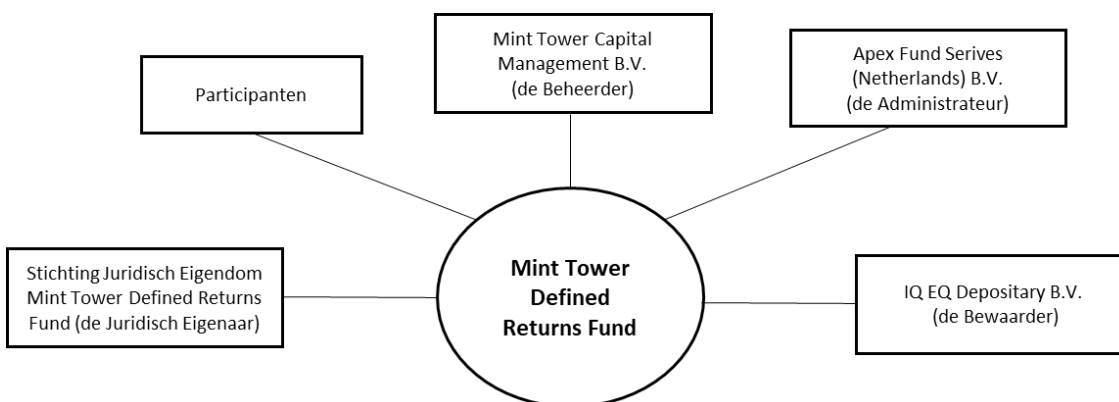 Participanten
Mint Tower Capital
Management B.V.
(de Beheerder)
Apex Fund Serives
(Netherlands) B.V.
(de Administrateur)
Stichting Juridisch Eigendom
Mint Tower Defined Returns
Fund (de Juridisch Eigenaar)
Mint Tower
Defined
Returns Fund
IQ EQ Depositary B.V.
(de Bewaarder)